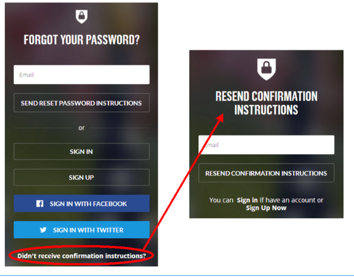 FORGOT YOUR PASSWORD?
Email
SEND RESET PASSWORD INSTRUCTIONS
or
SIGN IN
SIGN UP
SIGN IN WITH FACEBOOK
SIGN IN WITH TWITTER
Didn't receive confirmation instructions?
RESEND CONFIRMATION
INSTRUCTIONS
Email
RESEND CONFIRMATION INSTRUCTIONS
You can Sign in if have an account or
Sign Up Now